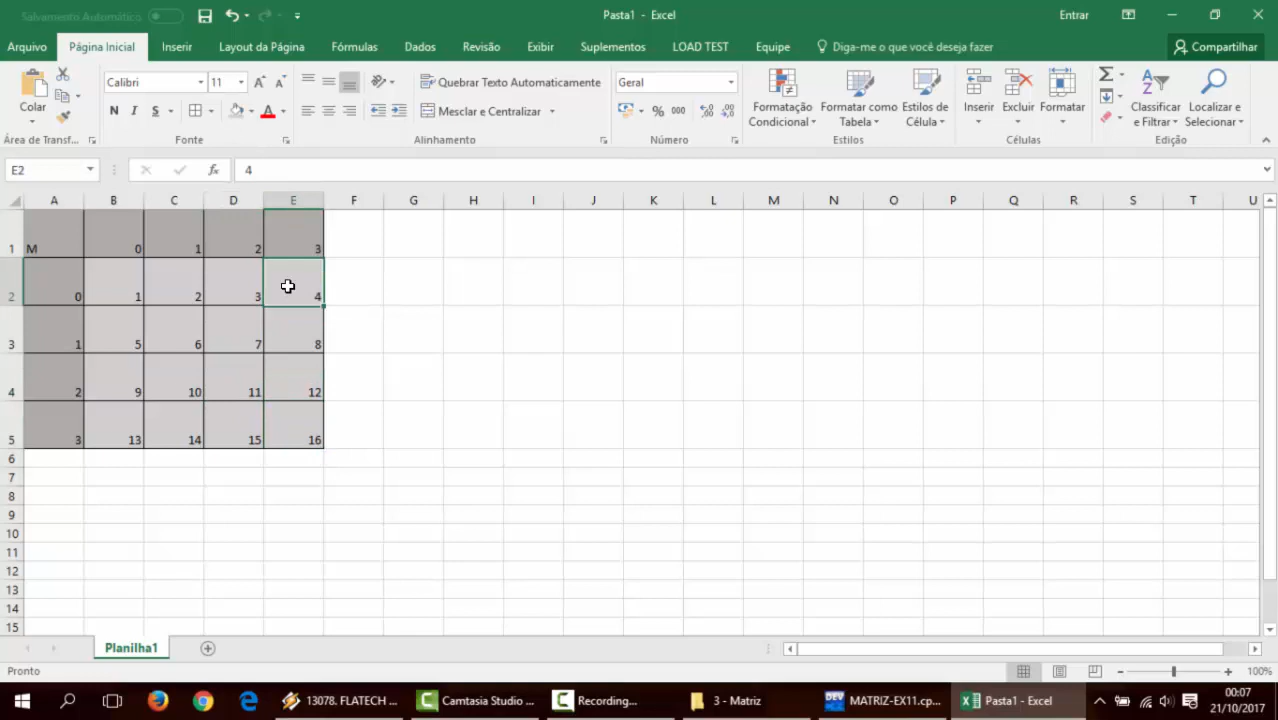 Salvamento Automático
Pasta1 - Excel
Entrar
Arquivo Página Inicial Inserir Layout da Página Fórmulas Dados Revisão Exibir Suplementos LOAD TEST Equipe Diga-me o que você deseja fazer Compartilhar
Colar
Calibri 11
N I S
Quebrar Texto Automaticamente
Mesclar e Centralizar
Geral
% 000
Formatação Condicional
Formatar como Tabela
Estilos de Célula
Inserir Excluir Formatar
Classificar e Filtrar
Localizar e Selecionar
Área de Transf... Fonte Alinhamento Número Estilos Células Edição
E2 fx 4
A B C D E F G H I J K L M N O P Q R S T U
1 M 0 1 2 3
2 0 1 2 3 4
3 1 5 6 7 8
4 2 9 10 11 12
5 3 13 14 15 16
6
7
8
9
10
11
12
13
14
15
Planilha1
Pronto 100%
13078. FLATECH ... Camtasia Studio ... Recording... 3 - Matriz MATRIZ-EX11.cp... Pasta1 - Excel
00:07
21/10/2017